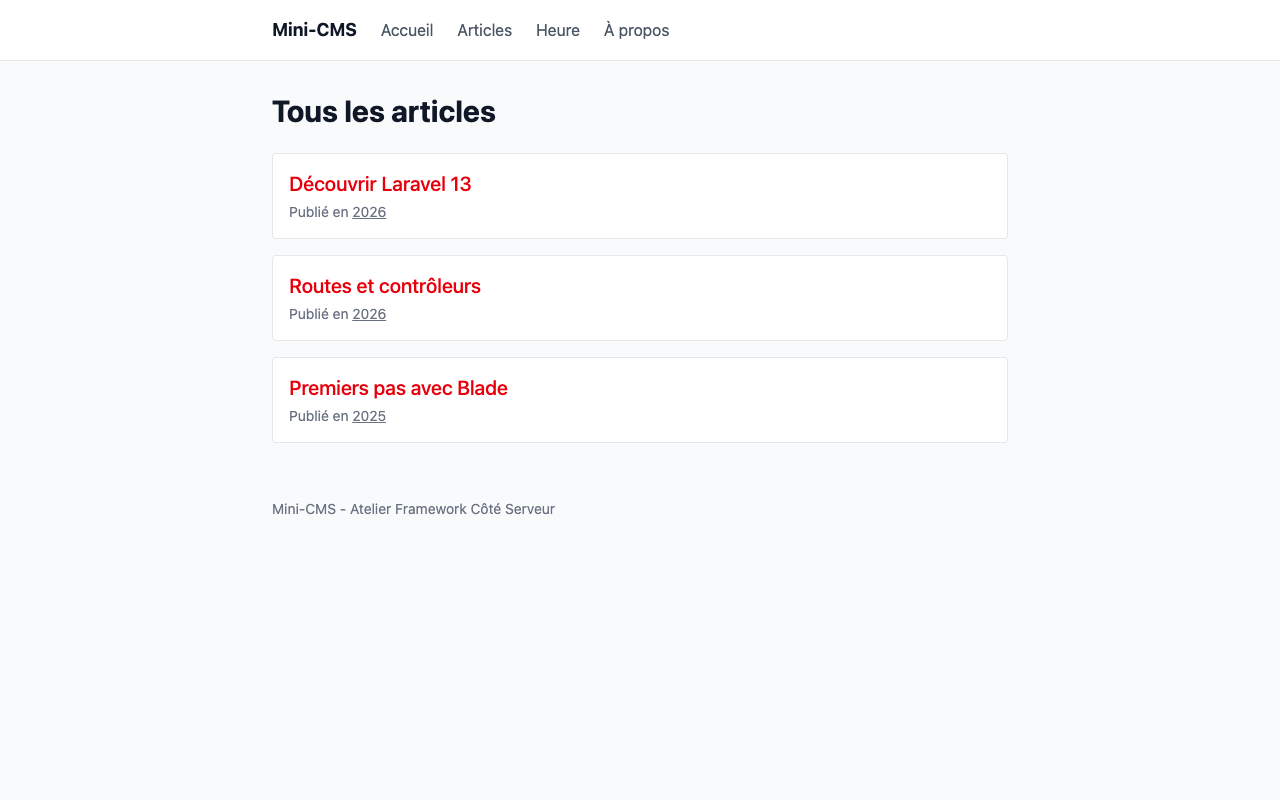 Mini-CMS Accueil Articles Heure À propos
Tous les articles
Découvrir Laravel 13
Publié en 2026
Routes et contrôleurs
Publié en 2026
Premiers pas avec Blade
Publié en 2025
Mini-CMS - Atelier Framework Côté Serveur